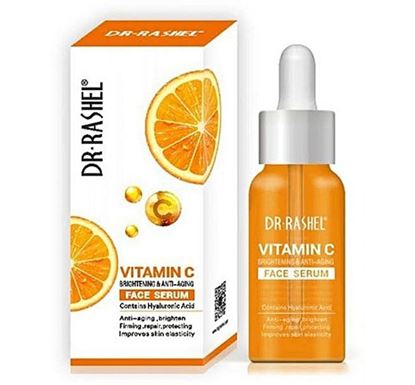 DR·RASHEL®
DR·RASHEL®
C
VITAMIN C
BRIGHTENING & ANTI-AGING
FACE SERUM
Contains Hyaluronic Acid
Anti-aging,brighten
Firming,repair,protecting
Improves skin elasticity
DR·RASHEL®
VITAMIN C
BRIGHTENING & ANTI-AGING
FACE SERUM
Contains Hyaluronic Acid
Anti-aging,brighten
Firming,repair,protecting
Improves skin elasticity